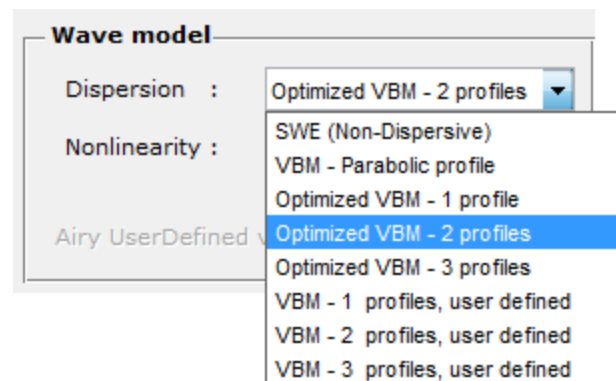 Wave model
Dispersion : Optimized VBM - 2 profiles
SWE (Non-Dispersive)
Nonlinearity :
VBM - Parabolic profile
Optimized VBM - 1 profile
Airy UserDefined
Optimized VBM - 2 profiles
Optimized VBM - 3 profiles
VBM - 1 profiles, user defined
VBM - 2 profiles, user defined
VBM - 3 profiles, user defined